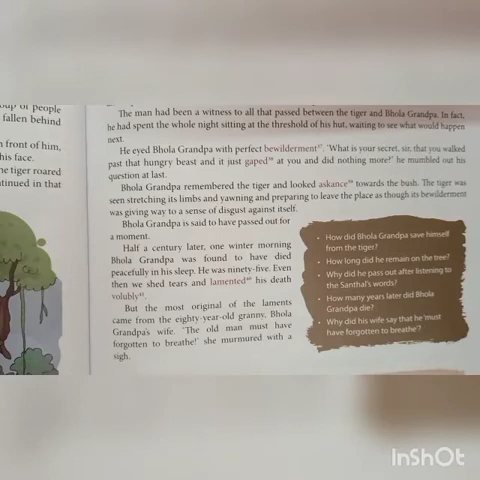 oup of people
fallen behind
front of him,
his face.
he tiger roared
tinued in that
The man had been a witness to all that passed between the tiger and Bhola Grandpa. In fact,
he had spent the whole night sitting at the threshold of his hut, waiting to see what would happen
next.
He eyed Bhola Grandpa with perfect bewilderment. 'What is your secret, sir, that you walked
past that hungry beast and it just gaped at you and did nothing more?' he mumbled out his
question at last.
Bhola Grandpa remembered the tiger and looked askance towards the bush. The tiger was
seen stretching its limbs and yawning and preparing to leave the place as though its bewilderment
was giving way to a sense of disgust against itself.
Bhola Grandpa is said to have passed out for
a moment.
Half a century later, one winter morning
Bhola Grandpa was found to have died
peacefully in his sleep. He was ninety-five. Even
then we shed tears and lamented his death
volubly.
But the most original of the laments
came from the eighty-year-old granny, Bhola
Grandpa's wife. 'The old man must have
forgotten to breathe!' she murmured with a
sigh.
• How did Bhola Grandpa save himself
from the tiger?
• How long did he remain on the tree?
• Why did he pass out after listening to
the Santhal's words?
• How many years later did Bhola
Grandpa die?
• Why did his wife say that he 'must
have forgotten to breathe'?
InShOt